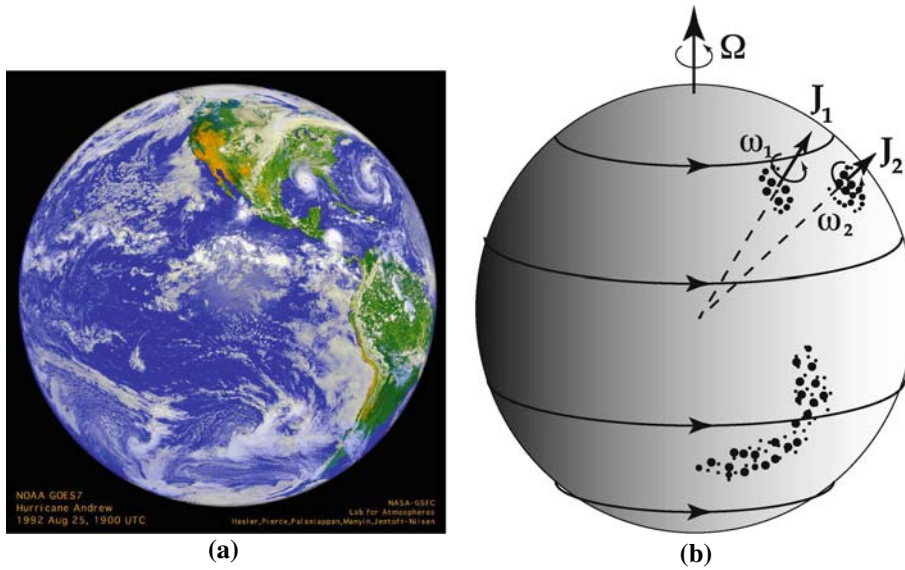 NOAA GOES7
Hurricane Andrew
1992 Aug 25, 1900 UTC
NASA-GSFC
Lab for Atmospheres
Hasler,Pierce,Palaniappan,Manyin,Jentoft-Nilsen
(a)
Ω
J₁
ω₁
J₂
ω₂
(b)